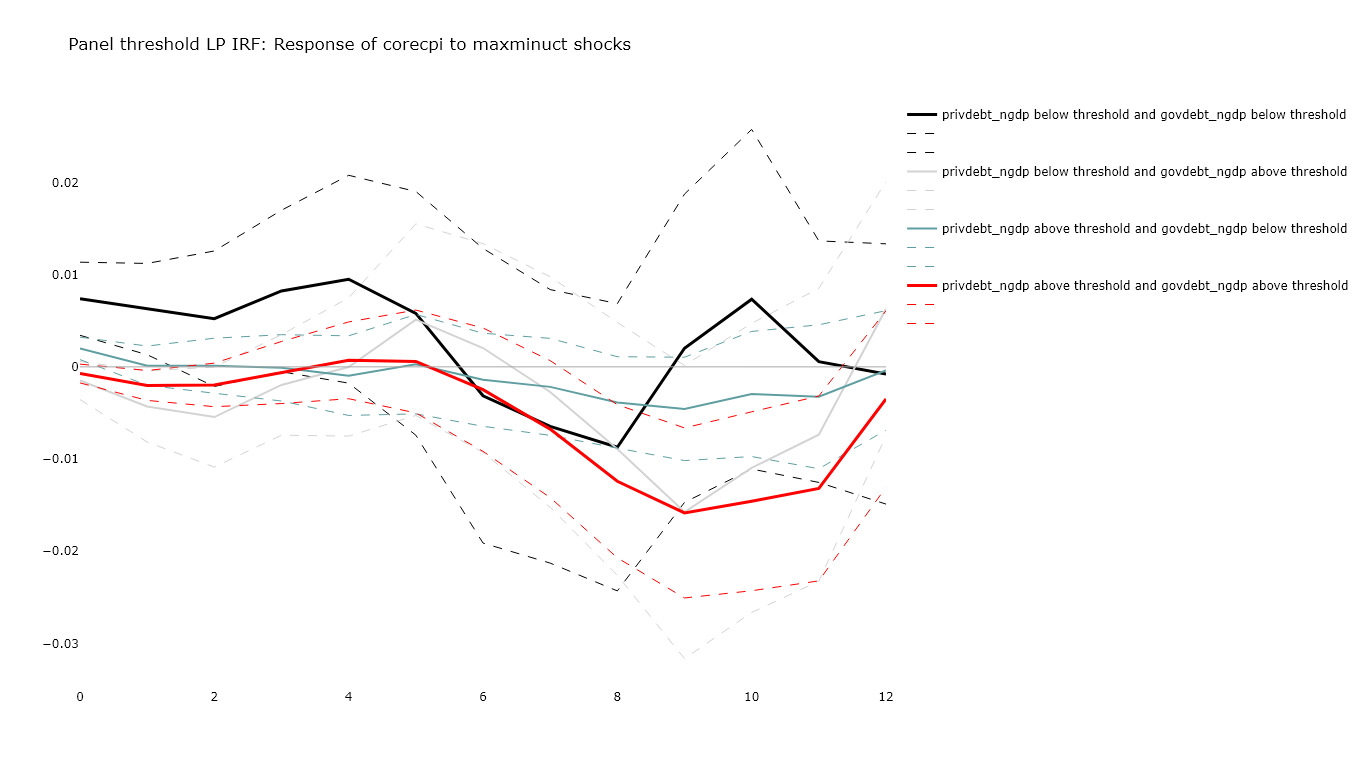 Panel threshold LP IRF: Response of corecpi to maxminuct shocks
privdebt_ngdp below threshold and govdebt_ngdp below threshold
privdebt_ngdp below threshold and govdebt_ngdp above threshold
privdebt_ngdp above threshold and govdebt_ngdp below threshold
privdebt_ngdp above threshold and govdebt_ngdp above threshold
0.02
0.01
0
−0.01
−0.02
−0.03
0 2 4 6 8 10 12